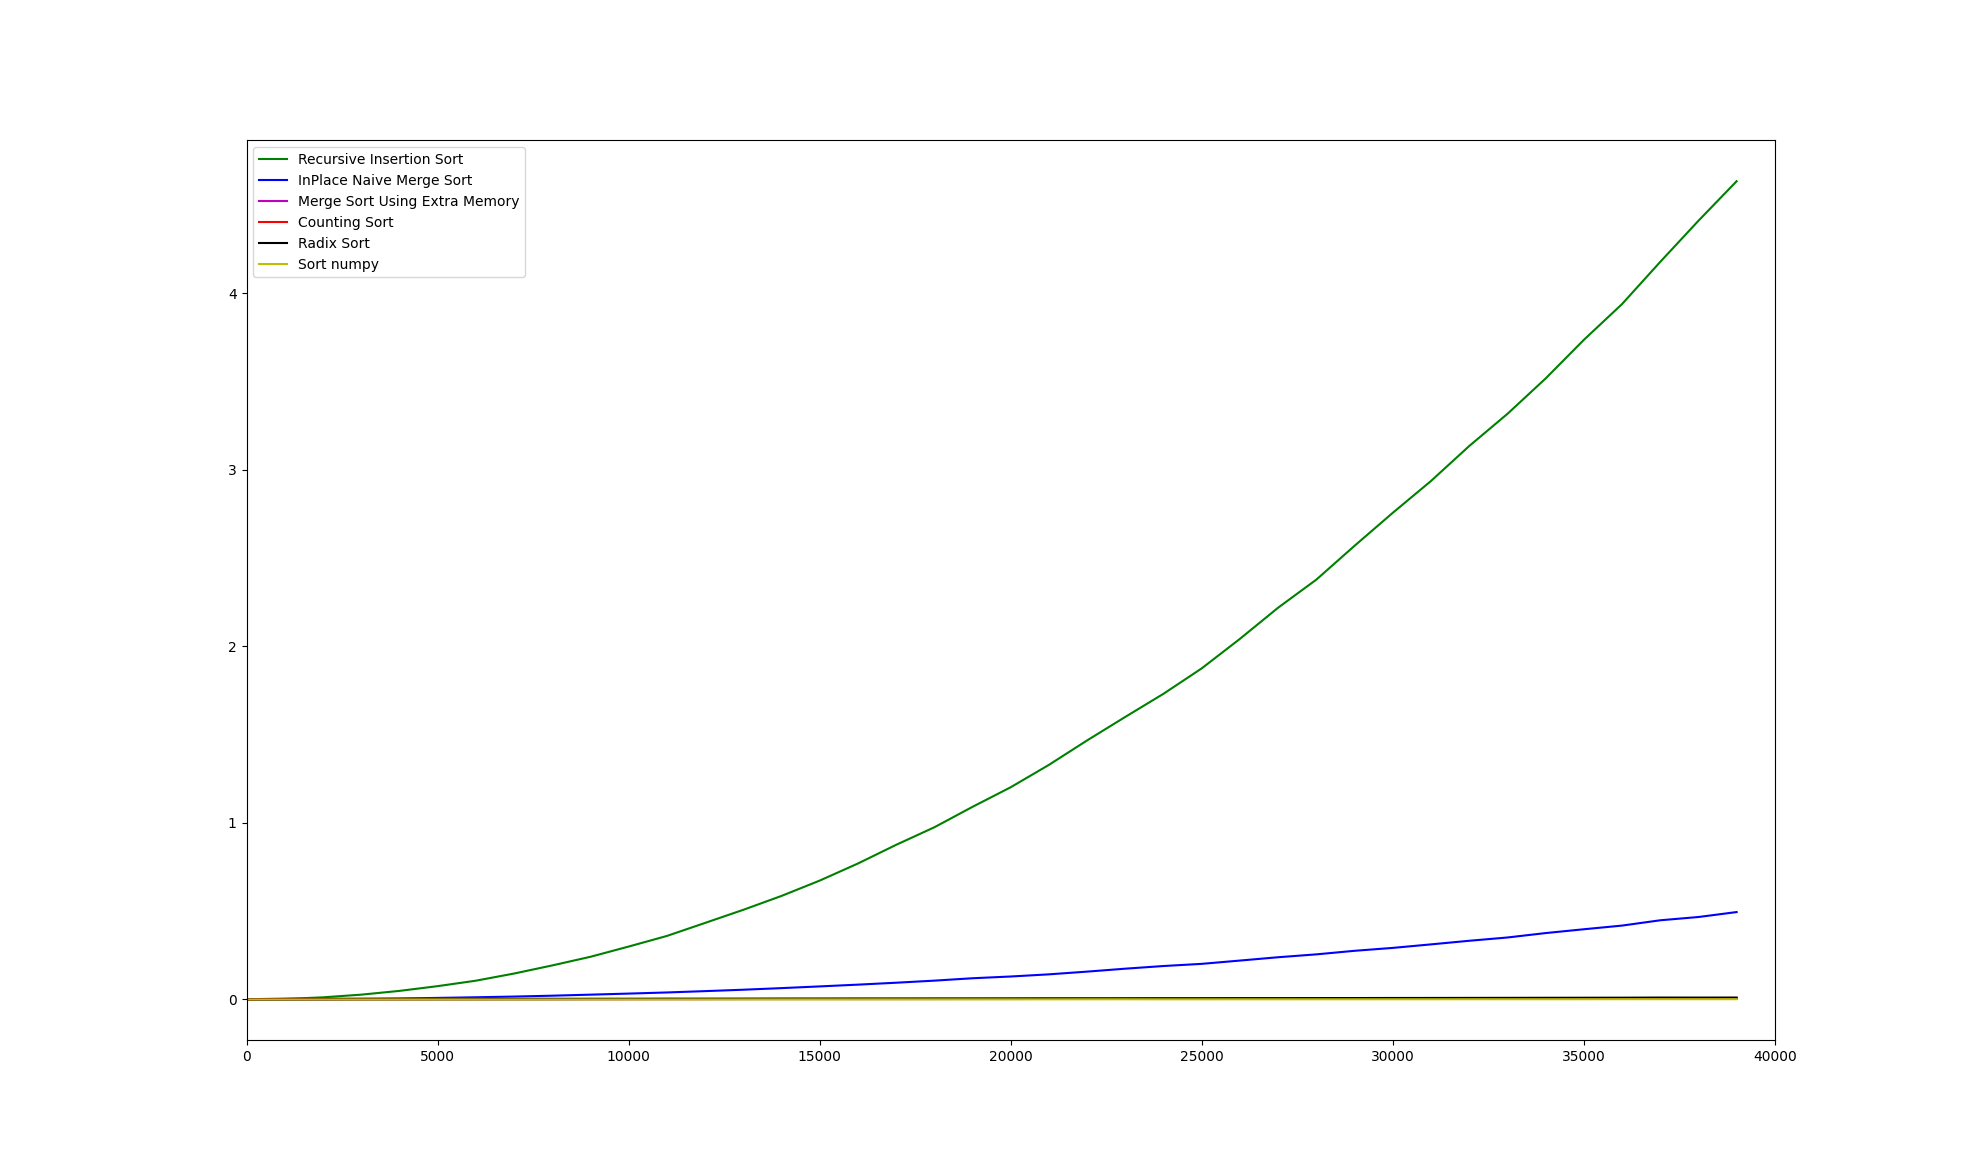 Recursive Insertion Sort
InPlace Naive Merge Sort
Merge Sort Using Extra Memory
Counting Sort
Radix Sort
Sort numpy
4
3
2
1
0
0 5000 10000 15000 20000 25000 30000 35000 40000